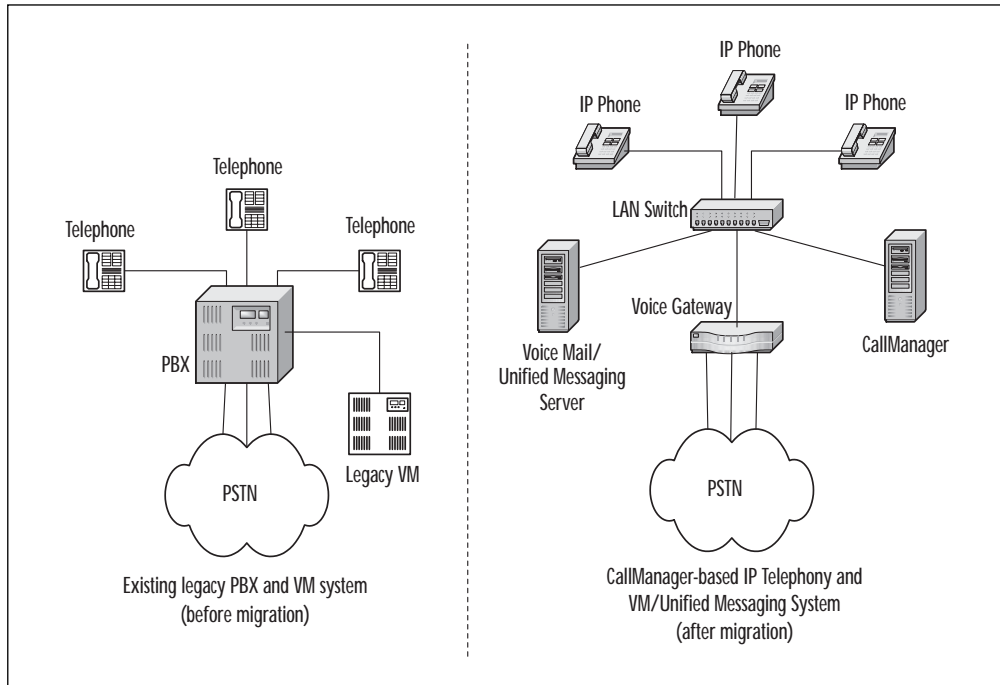 Telephone
Telephone
Telephone
PBX
Legacy VM
PSTN
Existing legacy PBX and VM system
(before migration)
IP Phone
IP Phone
IP Phone
LAN Switch
Voice Gateway
Voice Mail/
Unified Messaging
Server
CallManager
PSTN
CallManager-based IP Telephony and
VM/Unified Messaging System
(after migration)